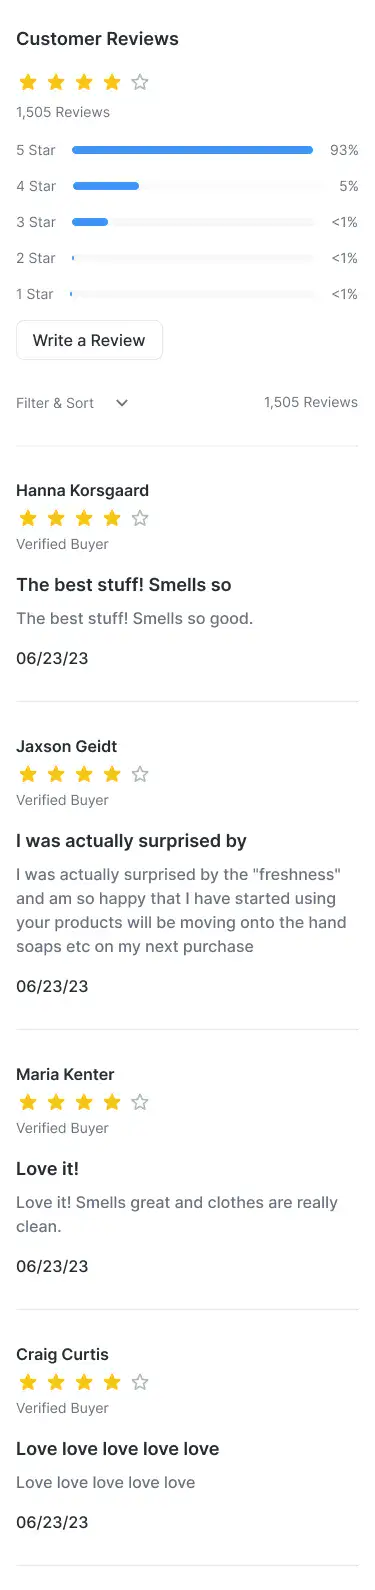 Customer Reviews
1,505 Reviews
5 Star 93%
4 Star 5%
3 Star <1%
2 Star <1%
1 Star <1%
Write a Review
Filter & Sort 1,505 Reviews
Hanna Korsgaard
Verified Buyer
The best stuff! Smells so
The best stuff! Smells so good.
06/23/23
Jaxson Geidt
Verified Buyer
I was actually surprised by
I was actually surprised by the "freshness"
and am so happy that I have started using
your products will be moving onto the hand
soaps etc on my next purchase
06/23/23
Maria Kenter
Verified Buyer
Love it!
Love it! Smells great and clothes are really
clean.
06/23/23
Craig Curtis
Verified Buyer
Love love love love love
Love love love love love
06/23/23